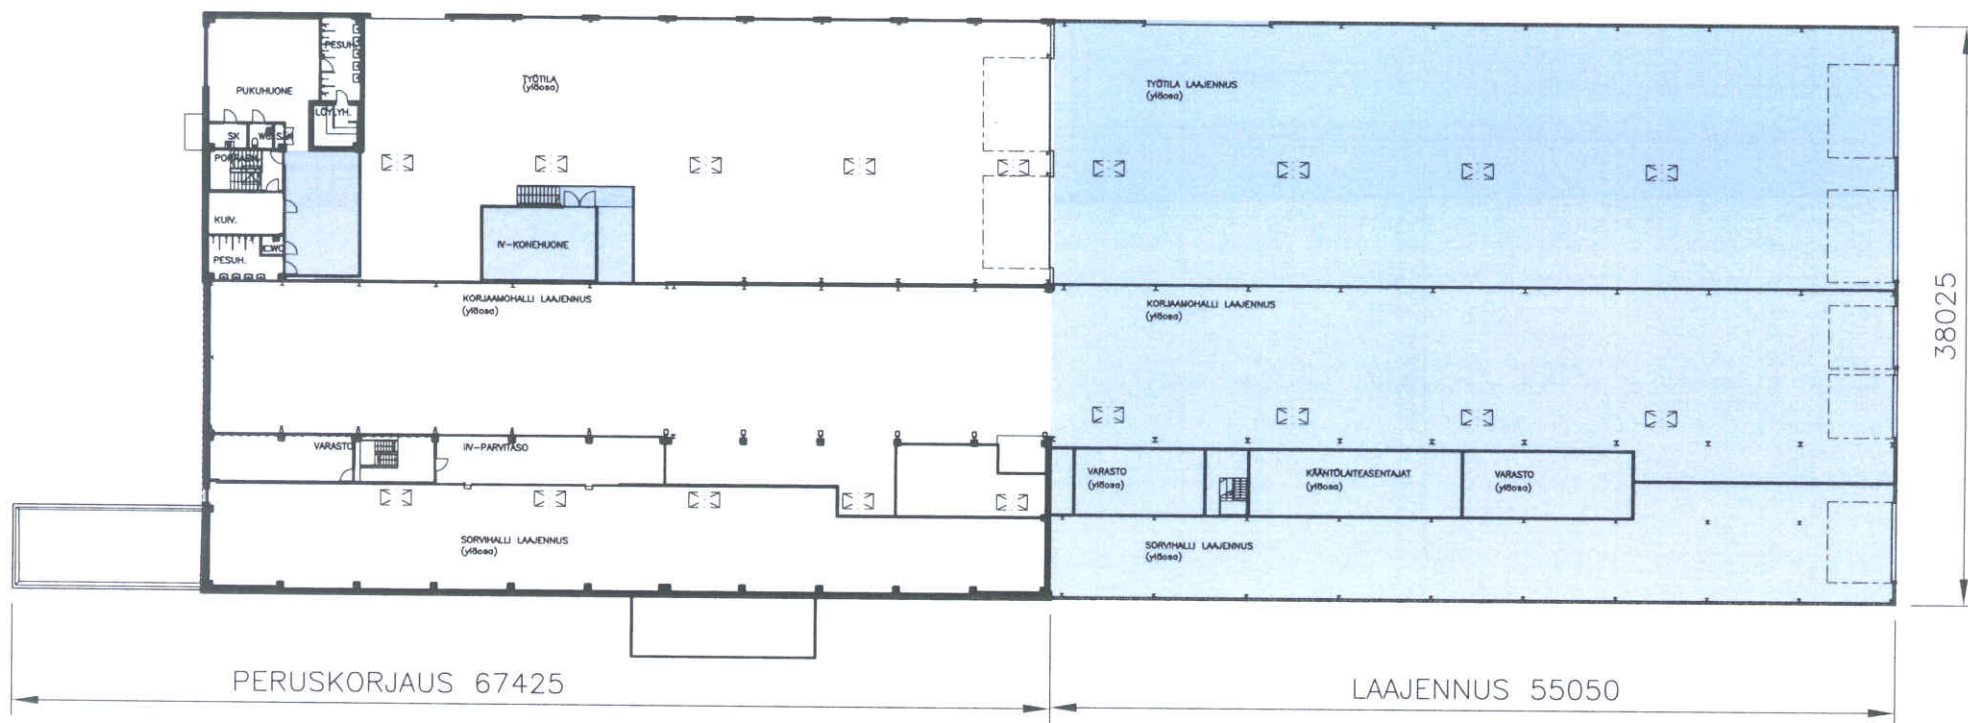 PESUH.
TYÖTILA
(yläosa)
TYÖTILA LAAJENNUS
(yläosa)
PUKUHUONE
LÖYLYH.
SK
WC
KUIV.
WC
PESUH.
IV-KONEHUONE
KORJAAMOHALLI LAAJENNUS
(yläosa)
KORJAAMOHALLI LAAJENNUS
(yläosa)
38025
VARASTO
IV-PARVITASO
VARASTO
(yläosa)
KÄÄNTÖLAITEASENTAJAT
(yläosa)
VARASTO
(yläosa)
SORVIHALLI LAAJENNUS
(yläosa)
SORVIHALLI LAAJENNUS
(yläosa)
PERUSKORJAUS 67425
LAAJENNUS 55050